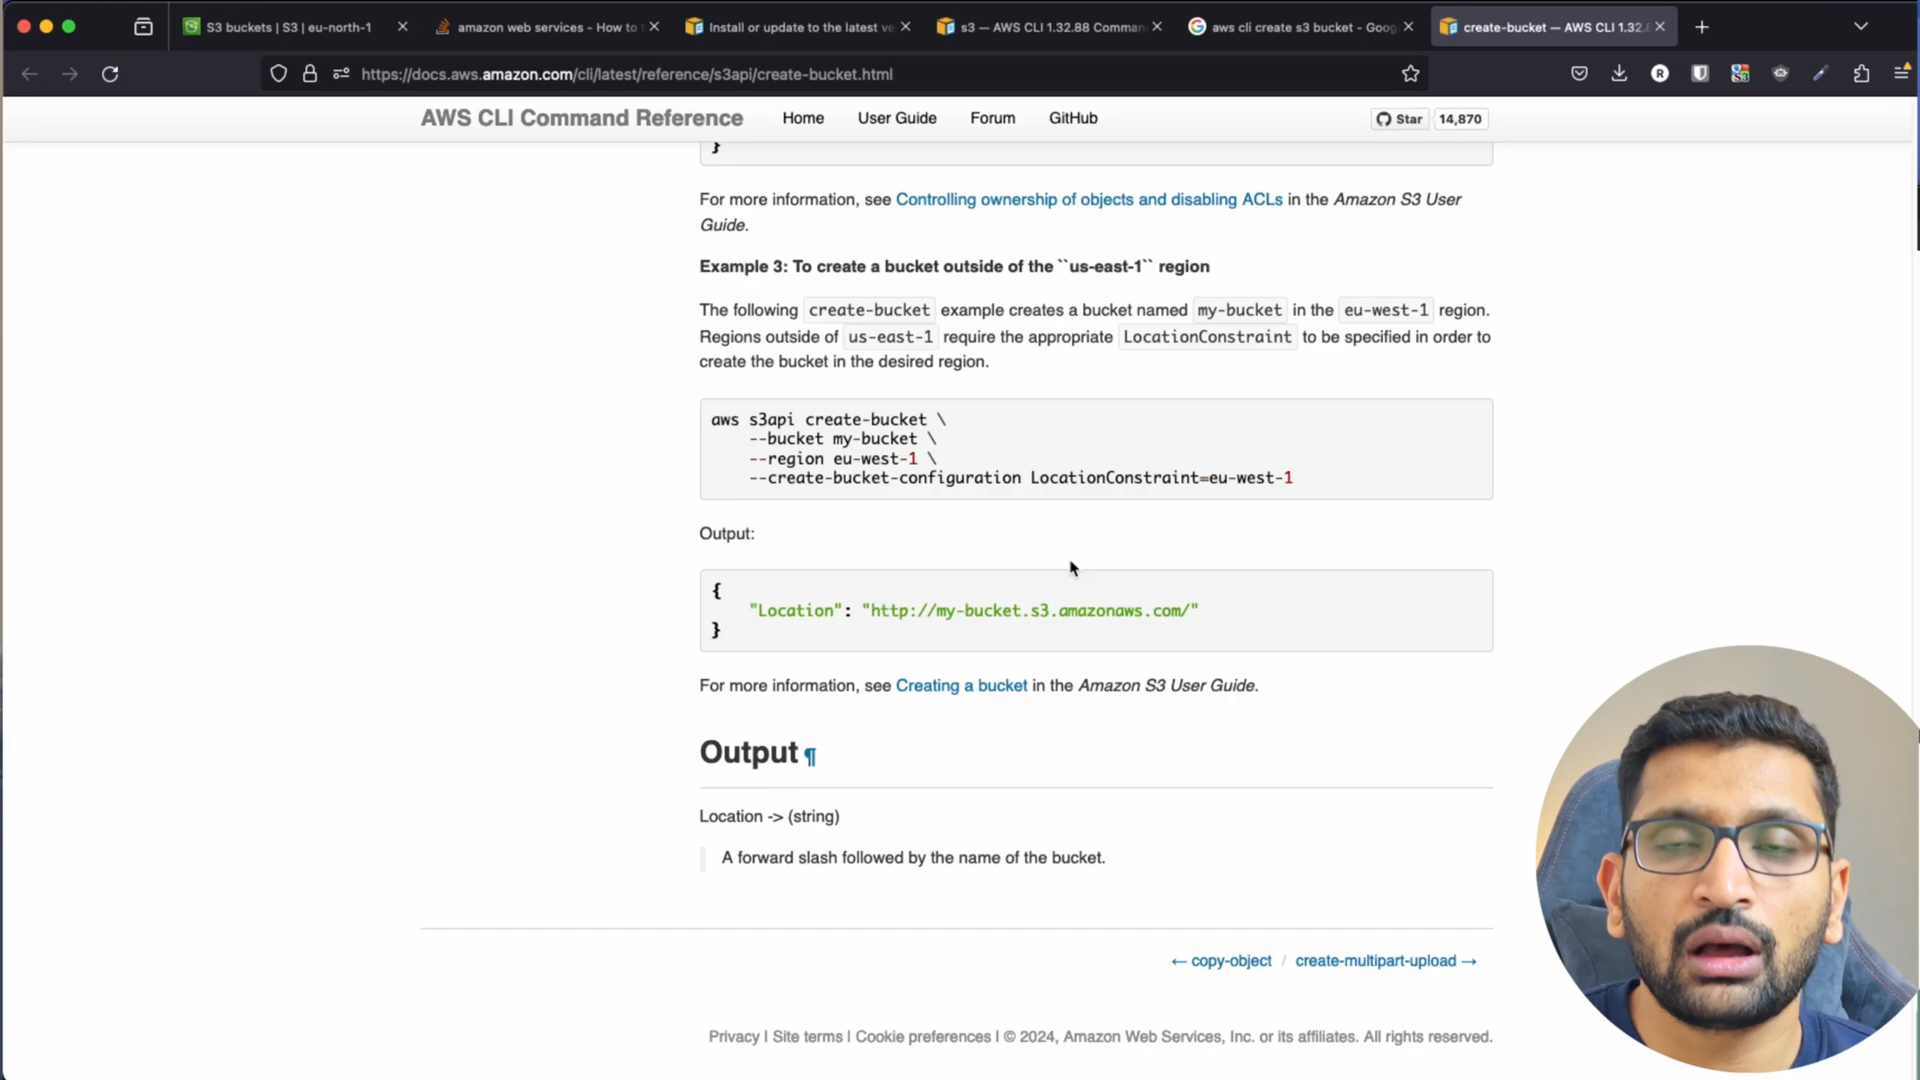 S3 buckets | S3 | eu-north-1
amazon web services - How to
Install or update to the latest ve
s3 — AWS CLI 1.32.88 Comman
aws cli create s3 bucket - Goog
create-bucket — AWS CLI 1.32.8
https://docs.aws.amazon.com/cli/latest/reference/s3api/create-bucket.html
AWS CLI Command Reference
Home
User Guide
Forum
GitHub
Star
14,870
}
For more information, see Controlling ownership of objects and disabling ACLs in the Amazon S3 User
Guide.
Example 3: To create a bucket outside of the ``us-east-1`` region
The following create-bucket example creates a bucket named my-bucket in the eu-west-1 region.
Regions outside of us-east-1 require the appropriate LocationConstraint to be specified in order to
create the bucket in the desired region.
aws s3api create-bucket \
--bucket my-bucket \
--region eu-west-1 \
--create-bucket-configuration LocationConstraint=eu-west-1
Output:
{
"Location": "http://my-bucket.s3.amazonaws.com/"
}
For more information, see Creating a bucket in the Amazon S3 User Guide.
Output ¶
Location -> (string)
A forward slash followed by the name of the bucket.
← copy-object / create-multipart-upload →
Privacy | Site terms | Cookie preferences | © 2024, Amazon Web Services, Inc. or its affiliates. All rights reserved.